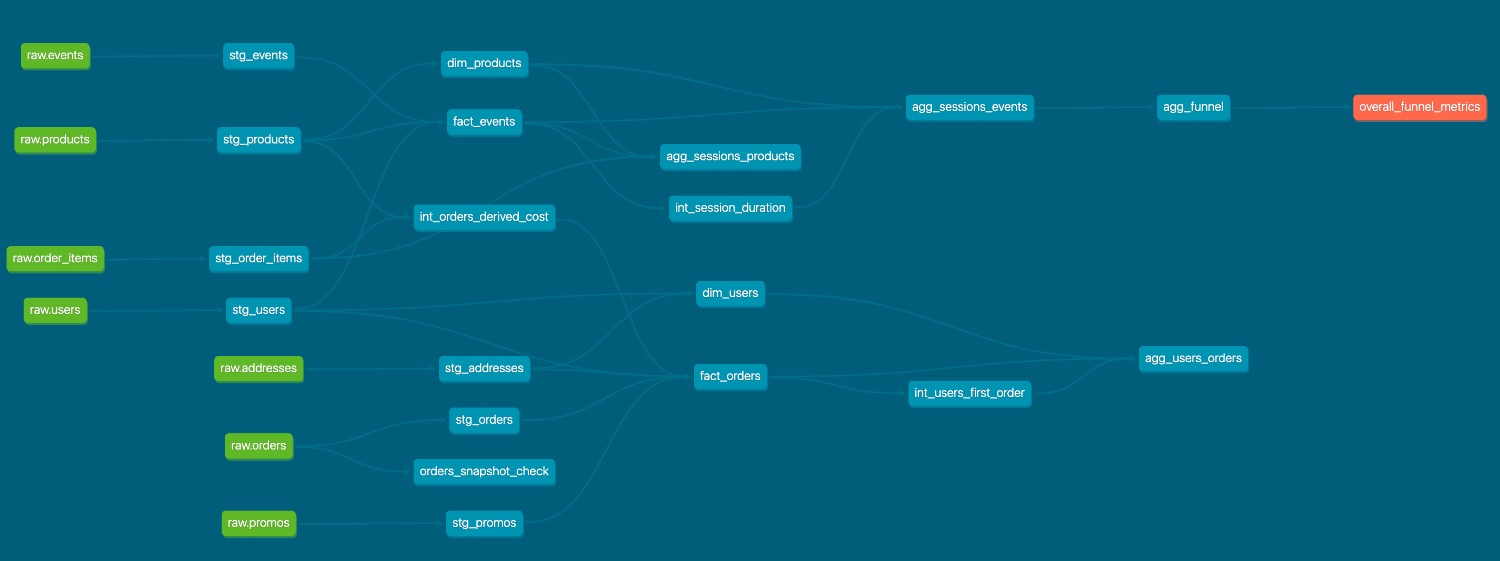 raw.events
stg_events
dim_products
agg_sessions_events
agg_funnel
overall_funnel_metrics
raw.products
stg_products
fact_events
agg_sessions_products
int_session_duration
int_orders_derived_cost
raw.order_items
stg_order_items
raw.users
stg_users
dim_users
raw.addresses
stg_addresses
fact_orders
agg_users_orders
int_users_first_order
raw.orders
stg_orders
orders_snapshot_check
raw.promos
stg_promos